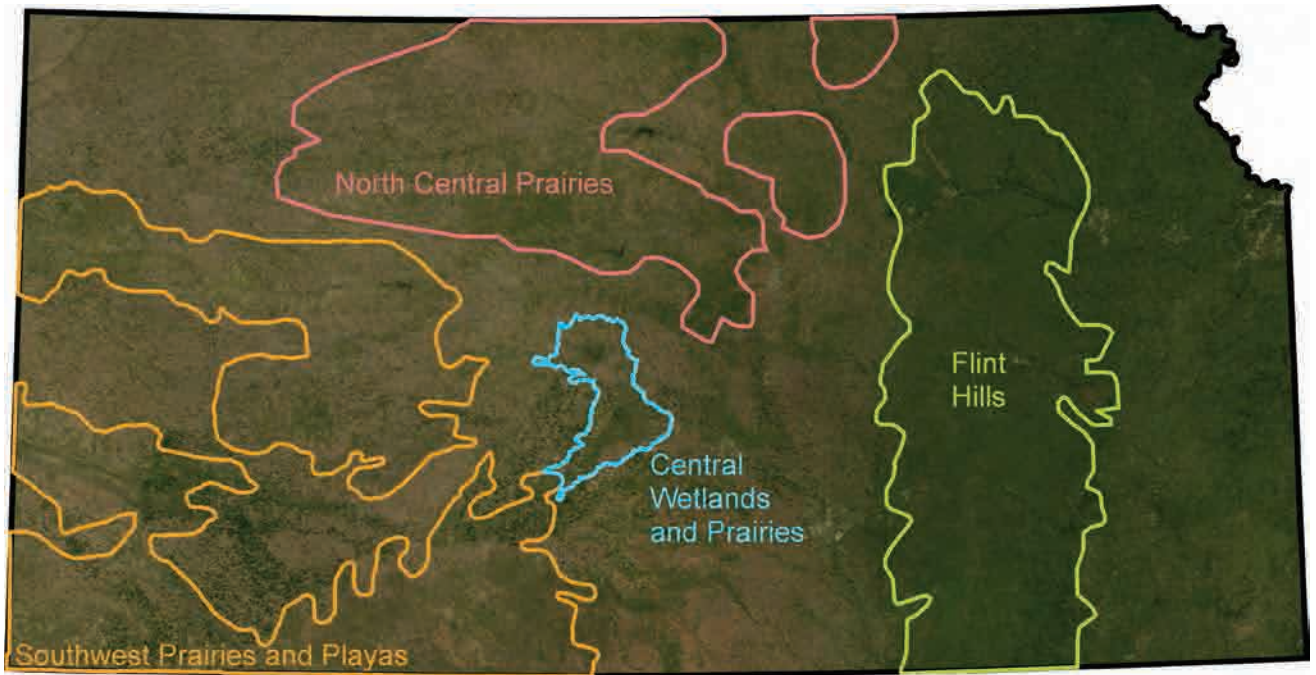 North Central Prairies
Flint
Hills
Central
Wetlands
and Prairies
Southwest Prairies and Playas